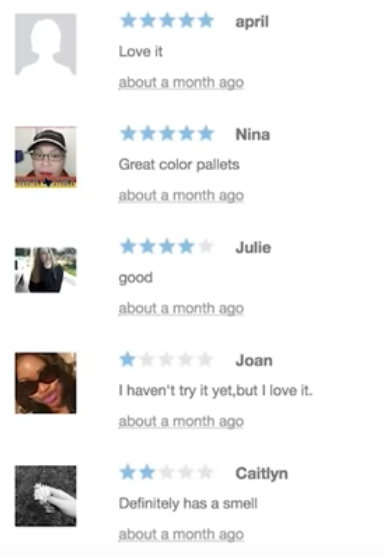 april
Love it
about a month ago
Nina
Great color pallets
about a month ago
Julie
good
about a month ago
Joan
I haven't try it yet,but I love it.
about a month ago
Caitlyn
Definitely has a smell
about a month ago